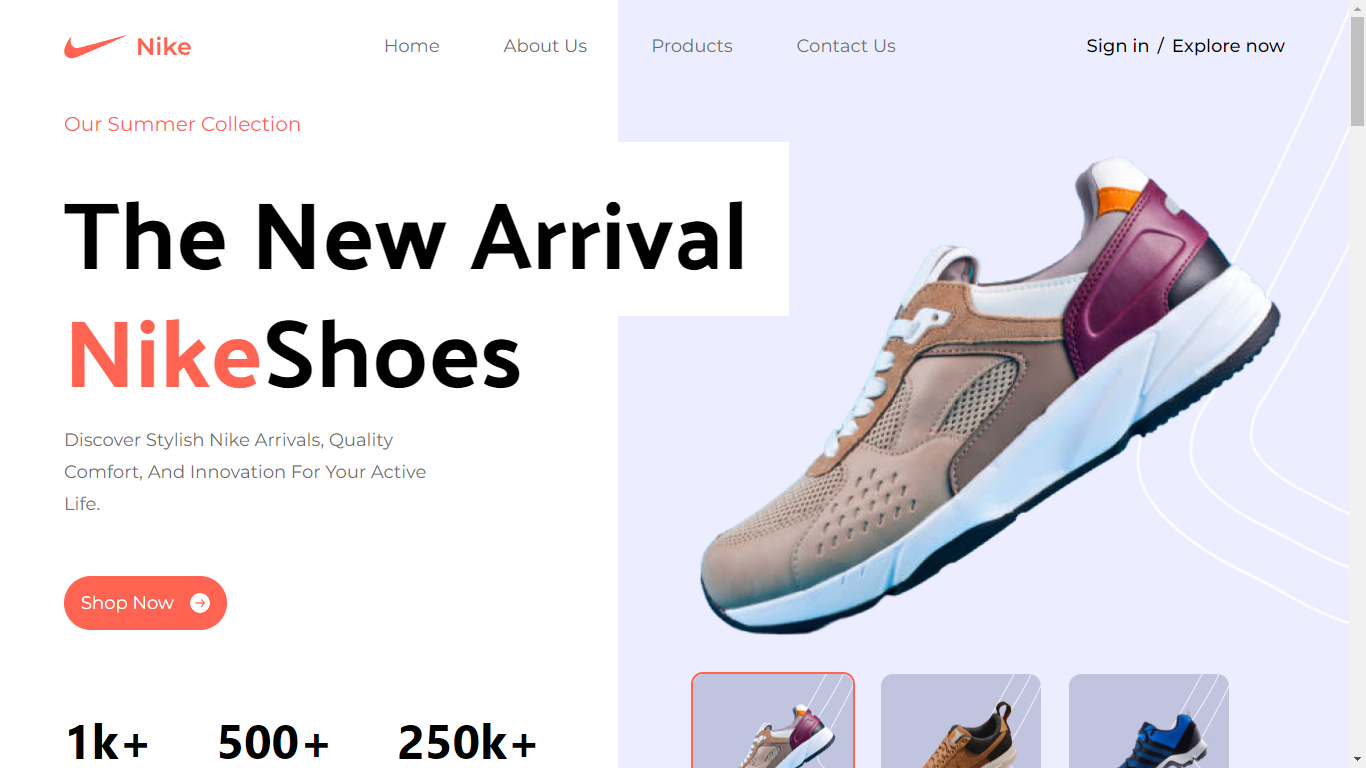 Nike
Home
About Us
Products
Contact Us
Sign in / Explore now
Our Summer Collection
The New Arrival
NikeShoes
Discover Stylish Nike Arrivals, Quality
Comfort, And Innovation For Your Active
Life.
Shop Now
1k+
500+
250k+